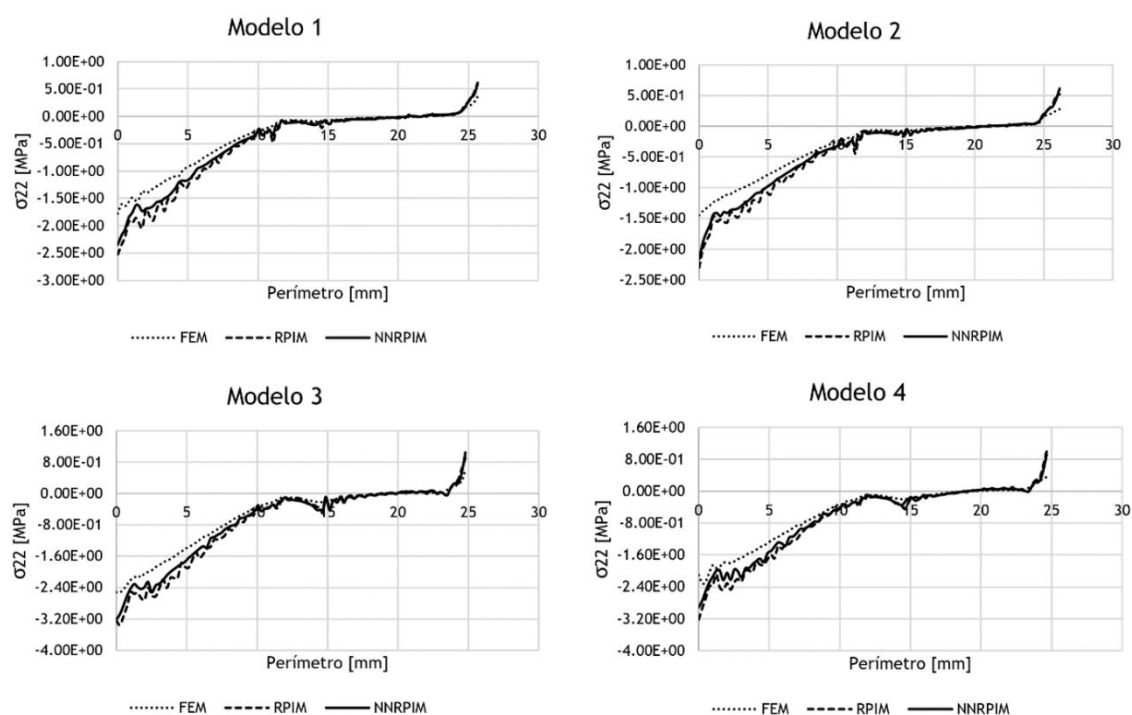 Modelo 1
1.00E+00
5.00E-01
0.00E+00
-5.00E-01
-1.00E+00
-1.50E+00
-2.00E+00
-2.50E+00
-3.00E+00
σ22 [MPa]
0 5 10 15 20 25 30
Perímetro [mm]
FEM RPIM NNRPIM
Modelo 2
1.00E+00
5.00E-01
0.00E+00
-5.00E-01
-1.00E+00
-1.50E+00
-2.00E+00
-2.50E+00
σ22 [MPa]
0 5 10 15 20 25 30
Perímetro [mm]
FEM RPIM NNRPIM
Modelo 3
1.60E+00
8.00E-01
0.00E+00
-8.00E-01
-1.60E+00
-2.40E+00
-3.20E+00
-4.00E+00
σ22 [MPa]
0 5 10 15 20 25 30
Perímetro [mm]
FEM RPIM NNRPIM
Modelo 4
1.60E+00
8.00E-01
0.00E+00
-8.00E-01
-1.60E+00
-2.40E+00
-3.20E+00
-4.00E+00
σ22 [MPa]
0 5 10 15 20 25 30
Perímetro [mm]
FEM RPIM NNRPIM